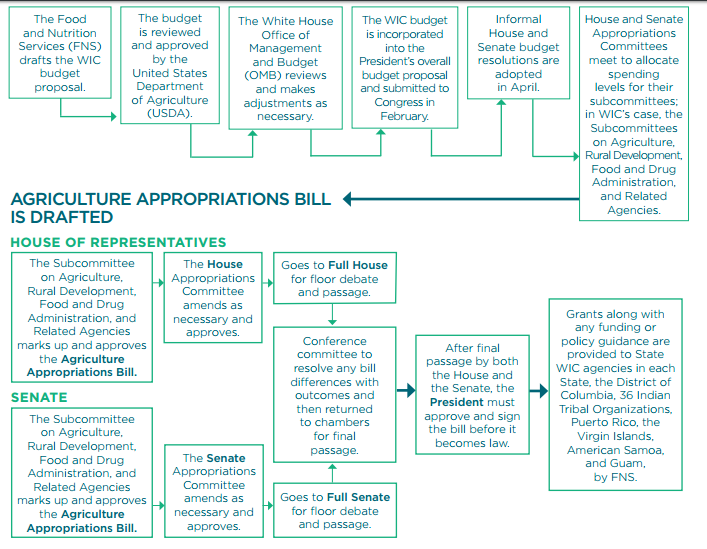 The Food
and Nutrition
Services (FNS)
drafts the WIC
budget
proposal.
The budget
is reviewed
and approved
by the
United States
Department
of Agriculture
(USDA).
The White House
Office of
Management
and Budget
(OMB) reviews
and makes
adjustments as
necessary.
The WIC budget
is incorporated
into the
President's overall
budget proposal
and submitted to
Congress in
February.
Informal
House and
Senate budget
resolutions are
adopted
in April.
House and Senate
Appropriations
Committees
meet to allocate
spending
levels for their
subcommittees;
in WIC's case, the
Subcommittees
on Agriculture,
Rural Development,
Food and Drug
Administration,
and Related
Agencies.
AGRICULTURE APPROPRIATIONS BILL
IS DRAFTED
HOUSE OF REPRESENTATIVES
The Subcommittee
on Agriculture,
Rural Development,
Food and Drug
Administration, and
Related Agencies
marks up and approves
the Agriculture
Appropriations Bill.
The House
Appropriations
Committee
amends as
necessary and
approves.
Goes to Full House
for floor debate
and passage.
Conference
committee to
resolve any bill
differences with
outcomes and
then returned
to chambers
for final
passage.
After final
passage by both
the House and
the Senate, the
President must
approve and sign
the bill before it
becomes law.
Grants along with
any funding or
policy guidance are
provided to State
WIC agencies in each
State, the District of
Columbia, 36 Indian
Tribal Organizations,
Puerto Rico, the
Virgin Islands,
American Samoa,
and Guam,
by FNS.
SENATE
The Subcommittee
on Agriculture,
Rural Development,
Food and Drug
Administration, and
Related Agencies
marks up and approves
the Agriculture
Appropriations Bill.
The Senate
Appropriations
Committee
amends as
necessary and
approves.
Goes to Full Senate
for floor debate
and passage.